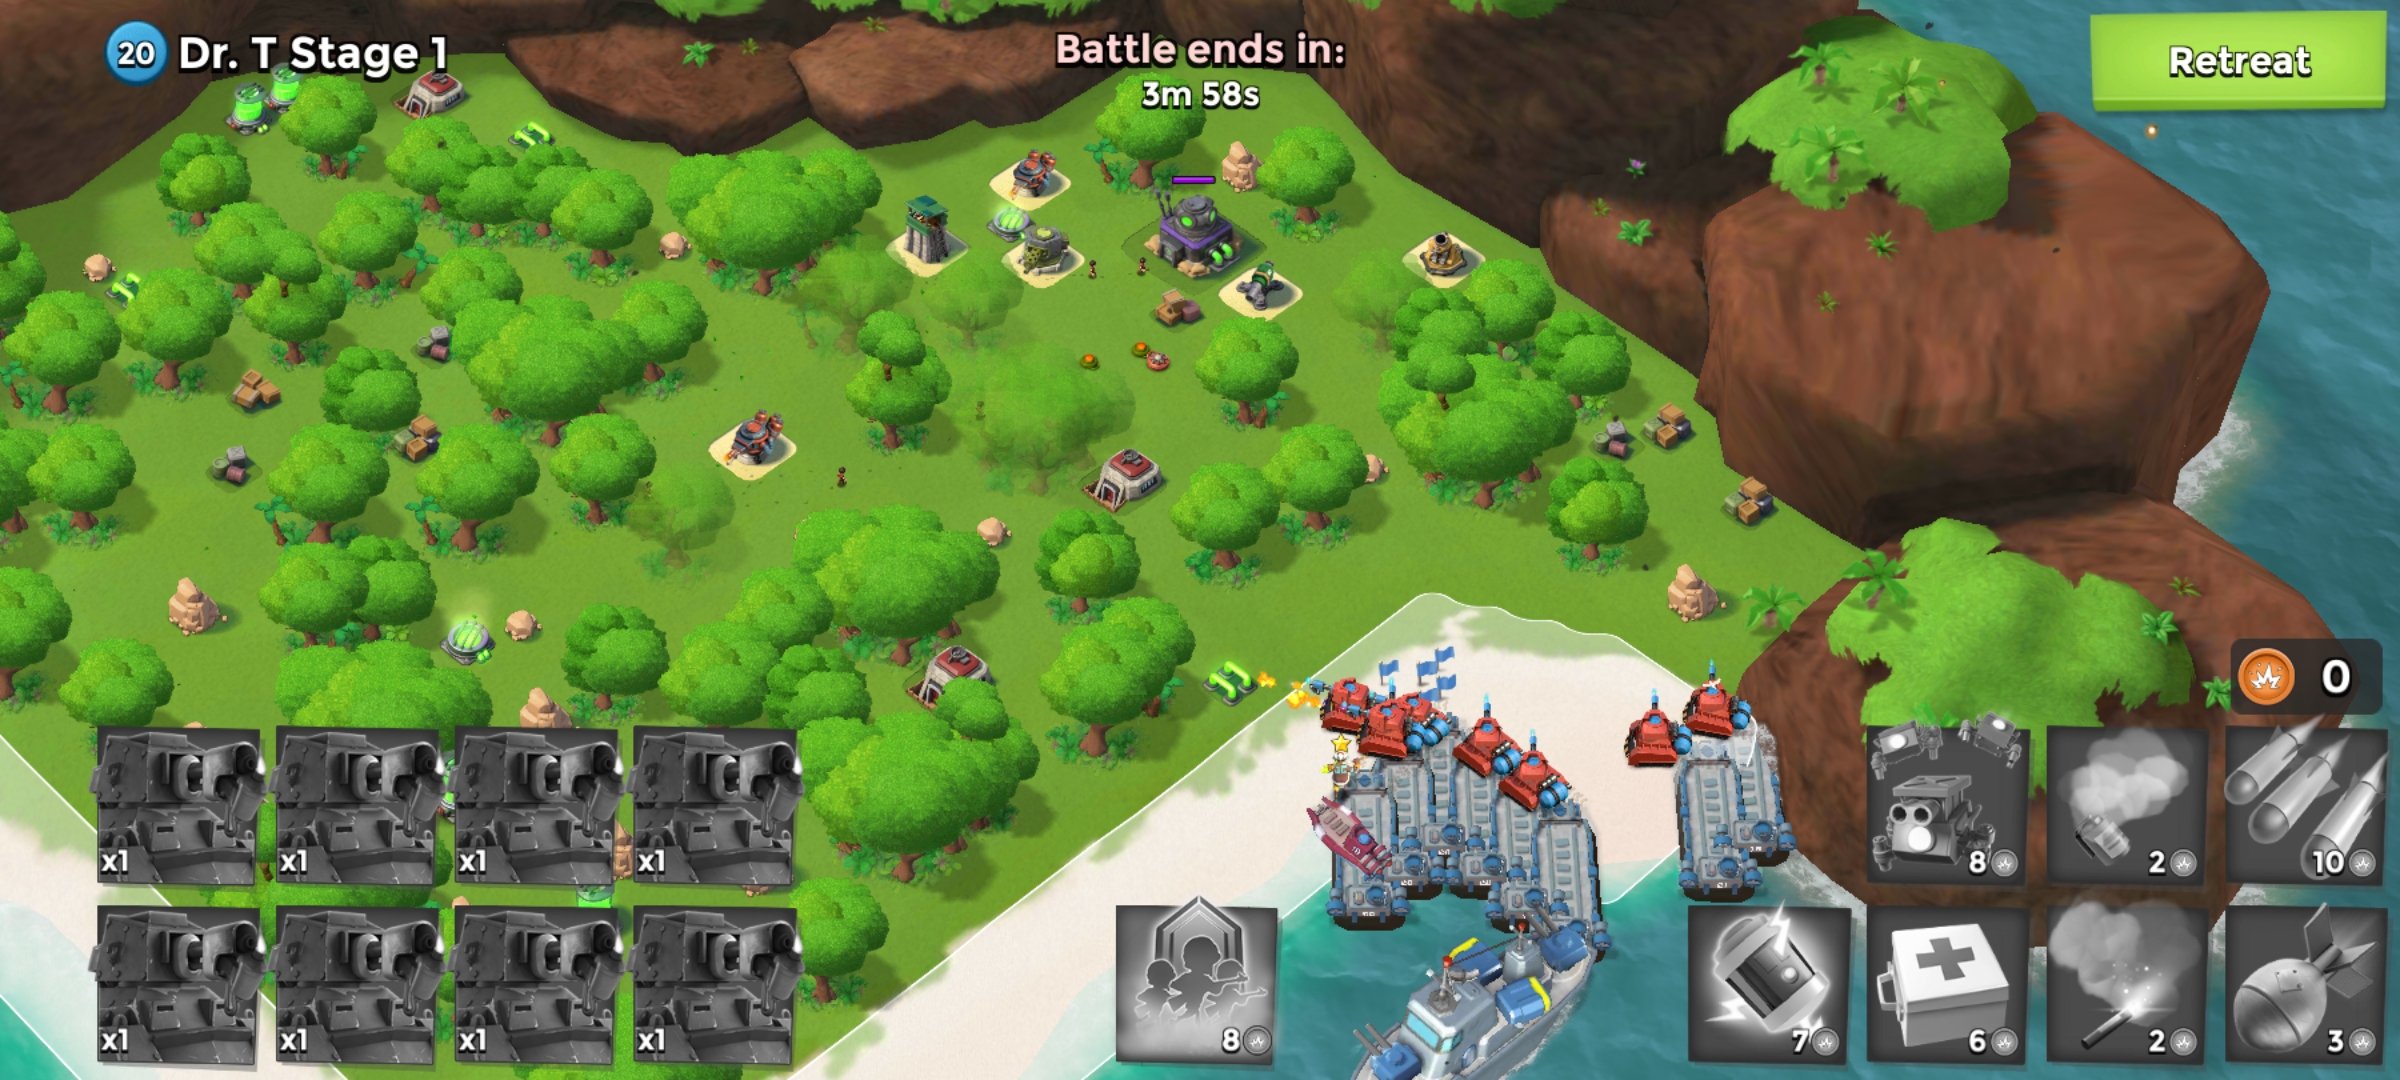 20 Dr. T Stage 1
Battle ends in:
3m 58s
Retreat
0
x1 x1 x1 x1
8 2 10
x1 x1 x1 x1
8 7 6 2 3